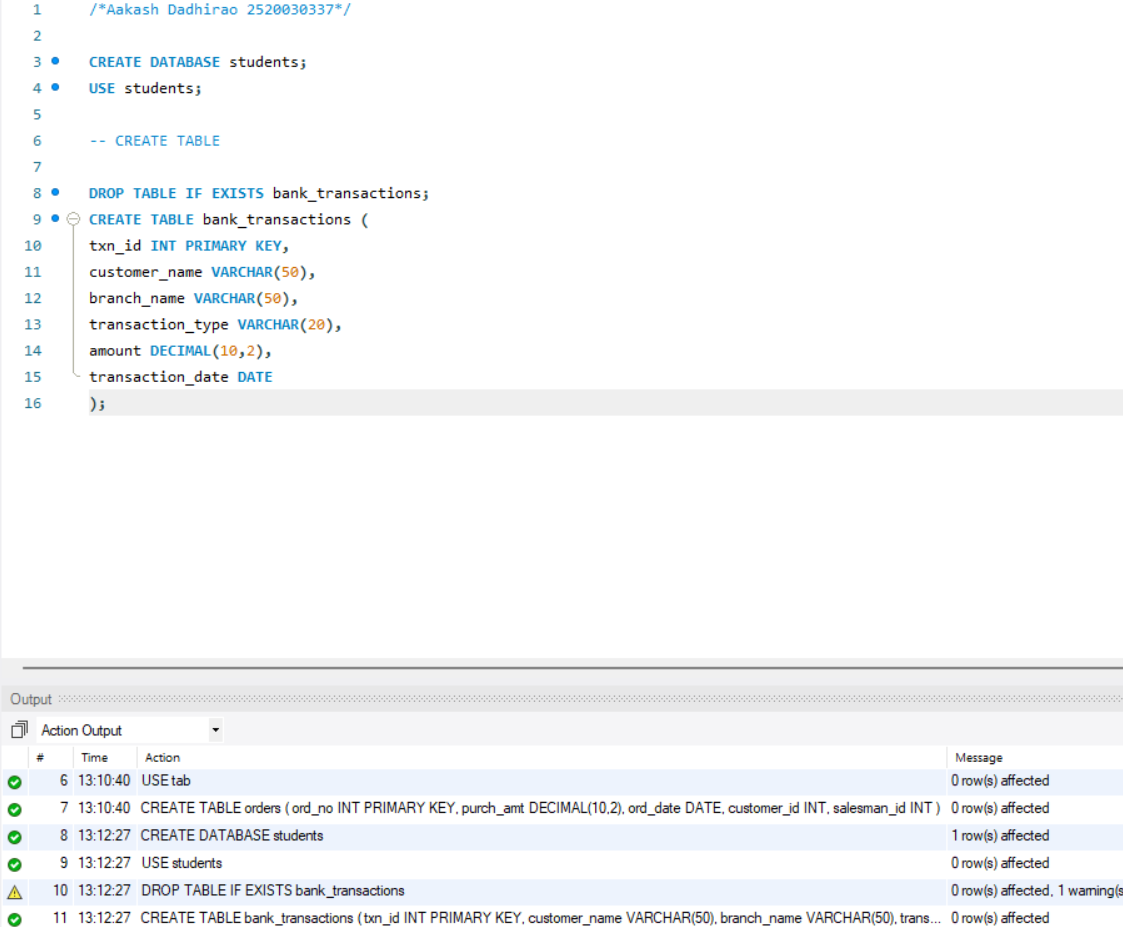 1 /*Aakash Dadhirao 2520030337*/
2
3 CREATE DATABASE students;
4 USE students;
5
6 -- CREATE TABLE
7
8 DROP TABLE IF EXISTS bank_transactions;
9 CREATE TABLE bank_transactions (
10 txn_id INT PRIMARY KEY,
11 customer_name VARCHAR(50),
12 branch_name VARCHAR(50),
13 transaction_type VARCHAR(20),
14 amount DECIMAL(10,2),
15 transaction_date DATE
16 );
Output
Action Output
# Time Action Message
6 13:10:40 USE tab 0 row(s) affected
7 13:10:40 CREATE TABLE orders ( ord_no INT PRIMARY KEY, purch_amt DECIMAL(10,2), ord_date DATE, customer_id INT, salesman_id INT ) 0 row(s) affected
8 13:12:27 CREATE DATABASE students 1 row(s) affected
9 13:12:27 USE students 0 row(s) affected
10 13:12:27 DROP TABLE IF EXISTS bank_transactions 0 row(s) affected, 1 warning(s
11 13:12:27 CREATE TABLE bank_transactions ( txn_id INT PRIMARY KEY, customer_name VARCHAR(50), branch_name VARCHAR(50), trans... 0 row(s) affected